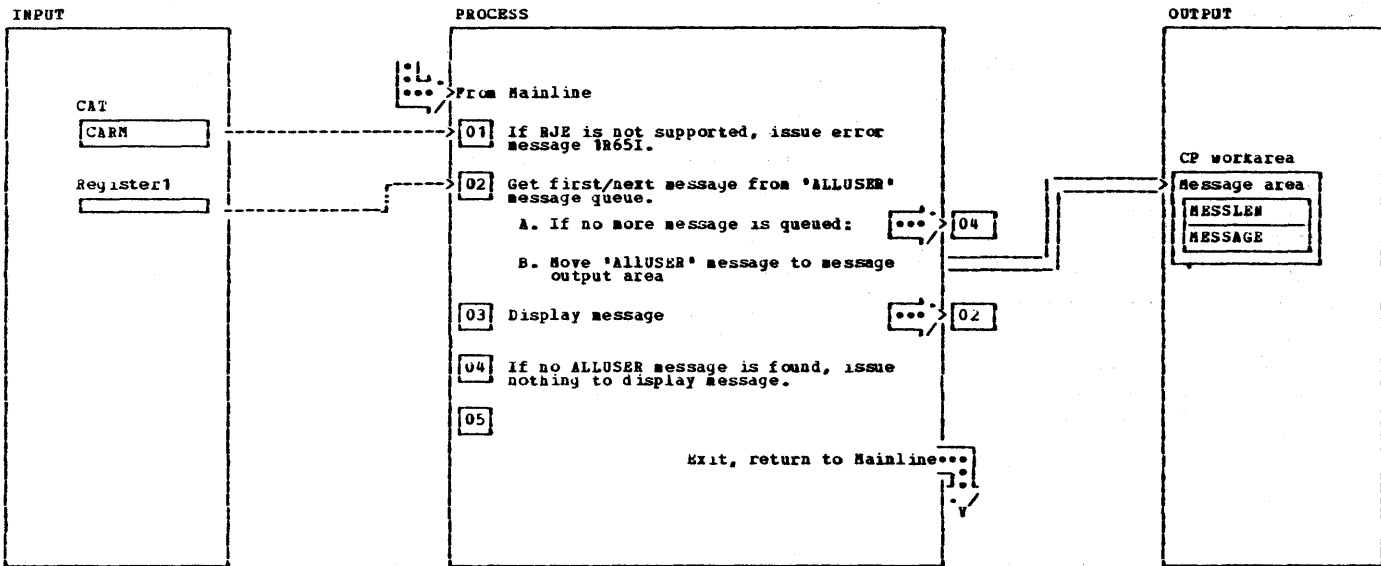 INPUT
PROCESS
OUTPUT
From Mainline
CAT
CARM
01 If RJE is not supported, issue error
message 1R65I.
CP workarea
Register1
02 Get first/next message from 'ALLUSER'
message queue.
Message area
MESSLEN
MESSAGE
A. If no more message is queued:
04
B. Move 'AllUSER' message to message
output area
03 Display message
02
04 If no ALLUSER message is found, issue
nothing to display message.
05
Exit, return to Mainline